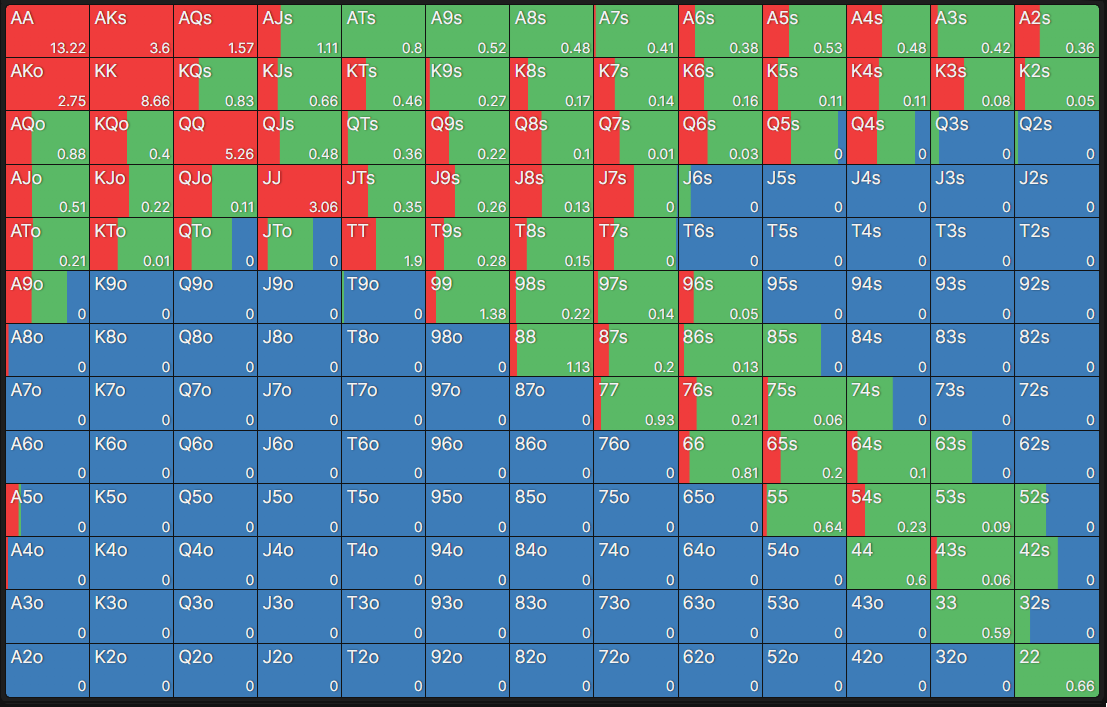 AA AKs AQs AJs ATs A9s A8s A7s A6s A5s A4s A3s A2s
13.22 3.6 1.57 1.11 0.8 0.52 0.48 0.41 0.38 0.53 0.48 0.42 0.36
AKo KK KQs KJs KTs K9s K8s K7s K6s K5s K4s K3s K2s
2.75 8.66 0.83 0.66 0.46 0.27 0.17 0.14 0.16 0.11 0.11 0.08 0.05
AQo KQo QQ QJs QTs Q9s Q8s Q7s Q6s Q5s Q4s Q3s Q2s
0.88 0.4 5.26 0.48 0.36 0.22 0.1 0.01 0.03 0 0 0 0
AJo KJo QJo JJ JTs J9s J8s J7s J6s J5s J4s J3s J2s
0.51 0.22 0.11 3.06 0.35 0.26 0.13 0 0 0 0 0 0
ATo KTo QTo JTo TT T9s T8s T7s T6s T5s T4s T3s T2s
0.21 0.01 0 0 1.9 0.28 0.15 0 0 0 0 0 0
A9o K9o Q9o J9o T9o 99 98s 97s 96s 95s 94s 93s 92s
0 0 0 0 0 1.38 0.22 0.14 0.05 0 0 0 0
A8o K8o Q8o J8o T8o 98o 88 87s 86s 85s 84s 83s 82s
0 0 0 0 0 0 1.13 0.2 0.13 0 0 0 0
A7o K7o Q7o J7o T7o 97o 87o 77 76s 75s 74s 73s 72s
0 0 0 0 0 0 0 0.93 0.21 0.06 0 0 0
A6o K6o Q6o J6o T6o 96o 86o 76o 66 65s 64s 63s 62s
0 0 0 0 0 0 0 0 0.81 0.2 0.1 0 0
A5o K5o Q5o J5o T5o 95o 85o 75o 65o 55 54s 53s 52s
0 0 0 0 0 0 0 0 0 0.64 0.23 0.09 0
A4o K4o Q4o J4o T4o 94o 84o 74o 64o 54o 44 43s 42s
0 0 0 0 0 0 0 0 0 0 0.6 0.06 0
A3o K3o Q3o J3o T3o 93o 83o 73o 63o 53o 43o 33 32s
0 0 0 0 0 0 0 0 0 0 0 0.59 0
A2o K2o Q2o J2o T2o 92o 82o 72o 62o 52o 42o 32o 22
0 0 0 0 0 0 0 0 0 0 0 0 0.66